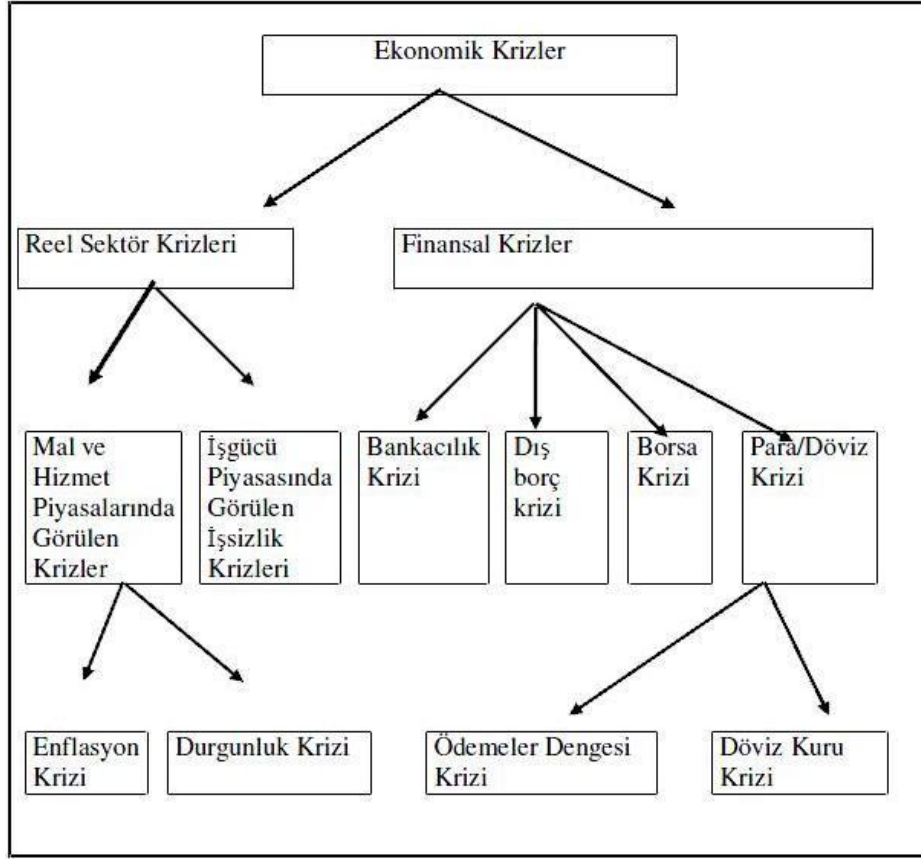 Ekonomik Krizler
Reel Sektör Krizleri
Finansal Krizler
Mal ve
Hizmet
Piyasalarında
Görülen
Krizler
İşgücü
Piyasasında
Görülen
İşsizlik
Krizleri
Bankacılık
Krizi
Dış
borç
krizi
Borsa
Krizi
Para/Döviz
Krizi
Enflasyon
Krizi
Durgunluk Krizi
Ödemeler Dengesi
Krizi
Döviz Kuru
Krizi